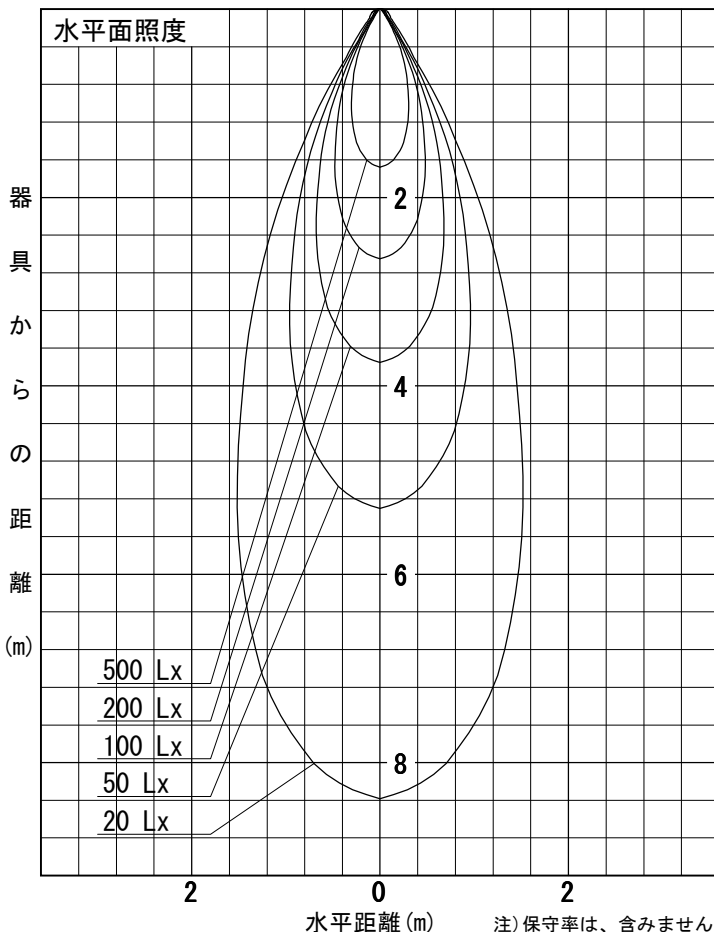 水平面照度
器具からの距離(m)
2
4
6
8
500 Lx
200 Lx
100 Lx
50 Lx
20 Lx
2
0
2
水平距離(m)
注)保守率は、含みません